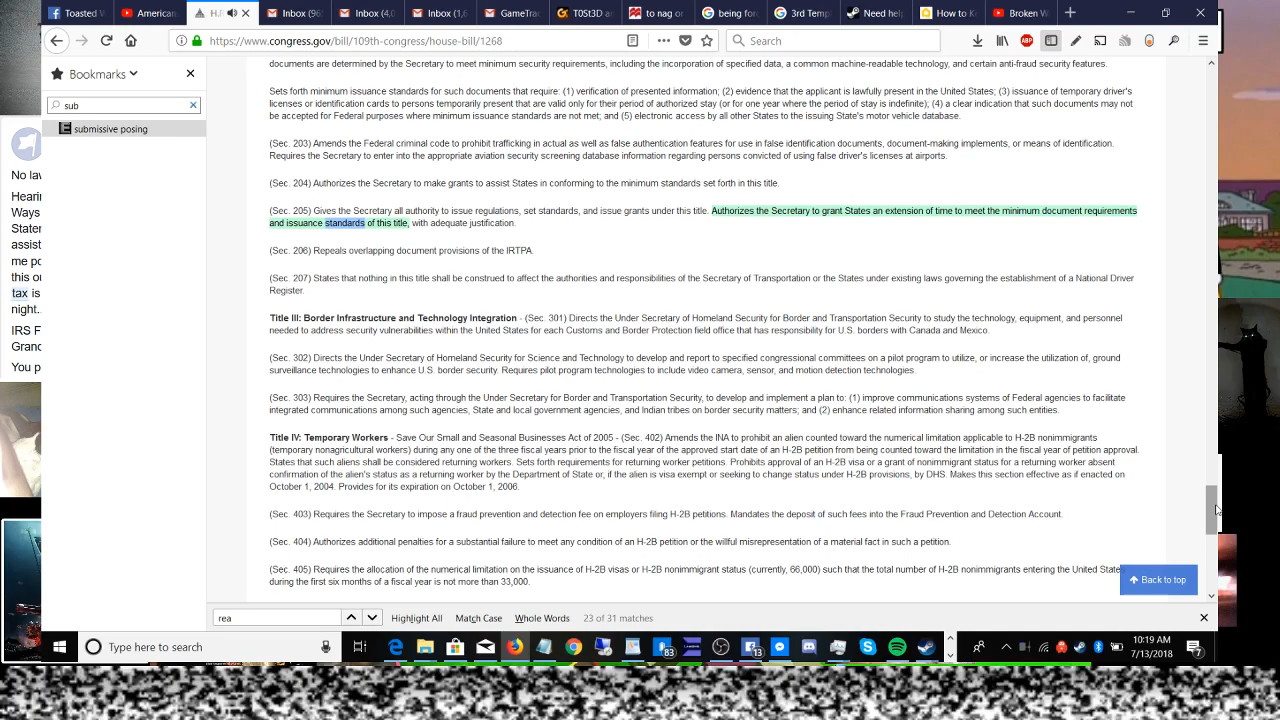 Toasted W
American
H.R
Inbox (96
Inbox (4,0
Inbox (1,6
GameTrac
T0St3D an
to nag or
being forc
3rd Temp
Need help
How to K
Broken W
https://www.congress.gov/bill/109th-congress/house-bill/1268
Search
Bookmarks
sub
submissive posing
No law
Hearin
Ways
Staten
assist
me po
this or
tax is
night..
IRS F
Grand
You p
documents are determined by the Secretary to meet minimum security requirements, including the incorporation of specified data, a common machine-readable technology, and certain anti-fraud security features.
Sets forth minimum issuance standards for such documents that require: (1) verification of presented information; (2) evidence that the applicant is lawfully present in the United States; (3) issuance of temporary driver's
licenses or identification cards to persons temporarily present that are valid only for their period of authorized stay (or for one year where the period of stay is indefinite); (4) a clear indication that such documents may not
be accepted for Federal purposes where minimum issuance standards are not met; and (5) electronic access by all other States to the issuing State's motor vehicle database.
(Sec. 203) Amends the Federal criminal code to prohibit trafficking in actual as well as false authentication features for use in false identification documents, document-making implements, or means of identification.
Requires the Secretary to enter into the appropriate aviation security screening database information regarding persons convicted of using false driver's licenses at airports.
(Sec. 204) Authorizes the Secretary to make grants to assist States in conforming to the minimum standards set forth in this title.
(Sec. 205) Gives the Secretary all authority to issue regulations, set standards, and issue grants under this title. Authorizes the Secretary to grant States an extension of time to meet the minimum document requirements
and issuance standards of this title, with adequate justification.
(Sec. 206) Repeals overlapping document provisions of the IRTPA.
(Sec. 207) States that nothing in this title shall be construed to affect the authorities and responsibilities of the Secretary of Transportation or the States under existing laws governing the establishment of a National Driver
Register.
Title III: Border Infrastructure and Technology Integration - (Sec. 301) Directs the Under Secretary of Homeland Security for Border and Transportation Security to study the technology, equipment, and personnel
needed to address security vulnerabilities within the United States for each Customs and Border Protection field office that has responsibility for U.S. borders with Canada and Mexico.
(Sec. 302) Directs the Under Secretary of Homeland Security for Science and Technology to develop and report to specified congressional committees on a pilot program to utilize, or increase the utilization of, ground
surveillance technologies to enhance U.S. border security. Requires pilot program technologies to include video camera, sensor, and motion detection technologies.
(Sec. 303) Requires the Secretary, acting through the Under Secretary for Border and Transportation Security, to develop and implement a plan to: (1) improve communications systems of Federal agencies to facilitate
integrated communications among such agencies, State and local government agencies, and Indian tribes on border security matters; and (2) enhance related information sharing among such entities.
Title IV: Temporary Workers - Save Our Small and Seasonal Businesses Act of 2005 - (Sec. 402) Amends the INA to prohibit an alien counted toward the numerical limitation applicable to H-2B nonimmigrants
(temporary nonagricultural workers) during any one of the three fiscal years prior to the fiscal year of the approved start date of an H-2B petition from being counted toward the limitation in the fiscal year of petition approval.
States that such aliens shall be considered returning workers. Sets forth requirements for returning worker petitions. Prohibits approval of an H-2B visa or a grant of nonimmigrant status for a returning worker absent
confirmation of the alien's status as a returning worker by the Department of State or, if the alien is visa exempt or seeking to change status under H-2B provisions, by DHS. Makes this section effective as if enacted on
October 1, 2004. Provides for its expiration on October 1, 2006.
(Sec. 403) Requires the Secretary to impose a fraud prevention and detection fee on employers filing H-2B petitions. Mandates the deposit of such fees into the Fraud Prevention and Detection Account.
(Sec. 404) Authorizes additional penalties for a substantial failure to meet any condition of an H-2B petition or the willful misrepresentation of a material fact in such a petition.
(Sec. 405) Requires the allocation of the numerical limitation on the issuance of H-2B visas or H-2B nonimmigrant status (currently, 66,000) such that the total number of H-2B nonimmigrants entering the United States
during the first six months of a fiscal year is not more than 33,000.
Back to top
rea
Highlight All
Match Case
Whole Words
23 of 31 matches
Type here to search
83
13
10:19 AM
7/13/2018
7